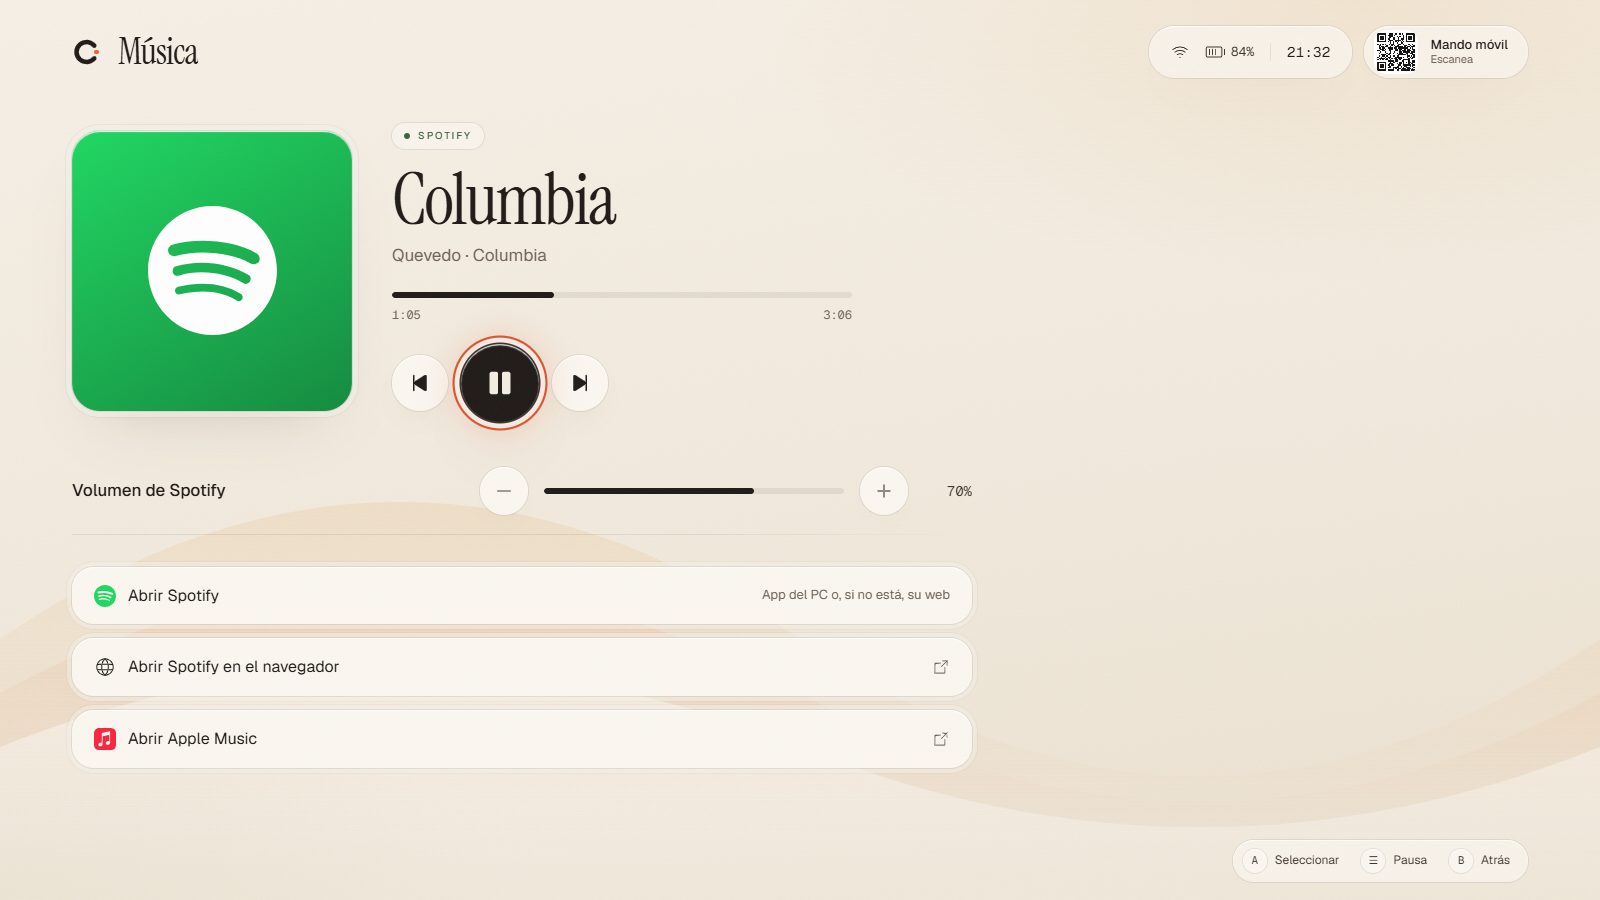 Música
84%
21:32
Mando móvil
Escanea
SPOTIFY
Columbia
Quevedo · Columbia
1:05
3:06
Volumen de Spotify
70%
Abrir Spotify
App del PC o, si no está, su web
Abrir Spotify en el navegador
Abrir Apple Music
A Seleccionar
☰ Pausa
B Atrás